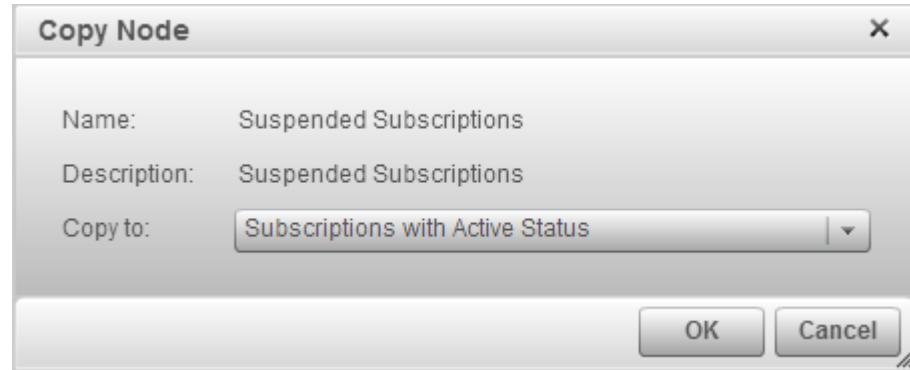 Copy Node
Name: Suspended Subscriptions
Description: Suspended Subscriptions
Copy to: Subscriptions with Active Status
OK Cancel